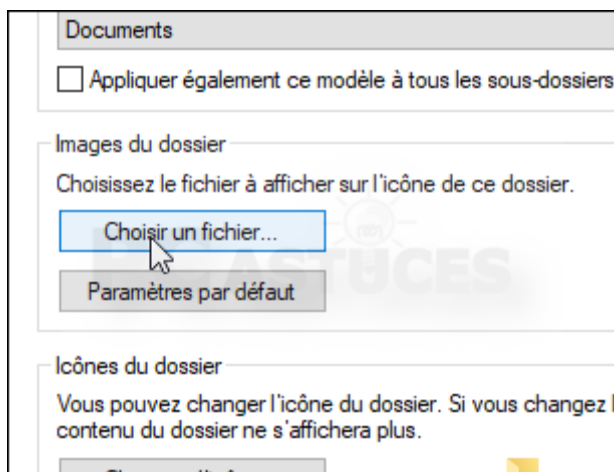 Documents
Appliquer également ce modèle à tous les sous-dossiers
Images du dossier
Choisissez le fichier à afficher sur l'icône de ce dossier.
Choisir un fichier...
ASTUCES
Paramètres par défaut
Icônes du dossier
Vous pouvez changer l'icône du dossier. Si vous changez
contenu du dossier ne s'affichera plus.